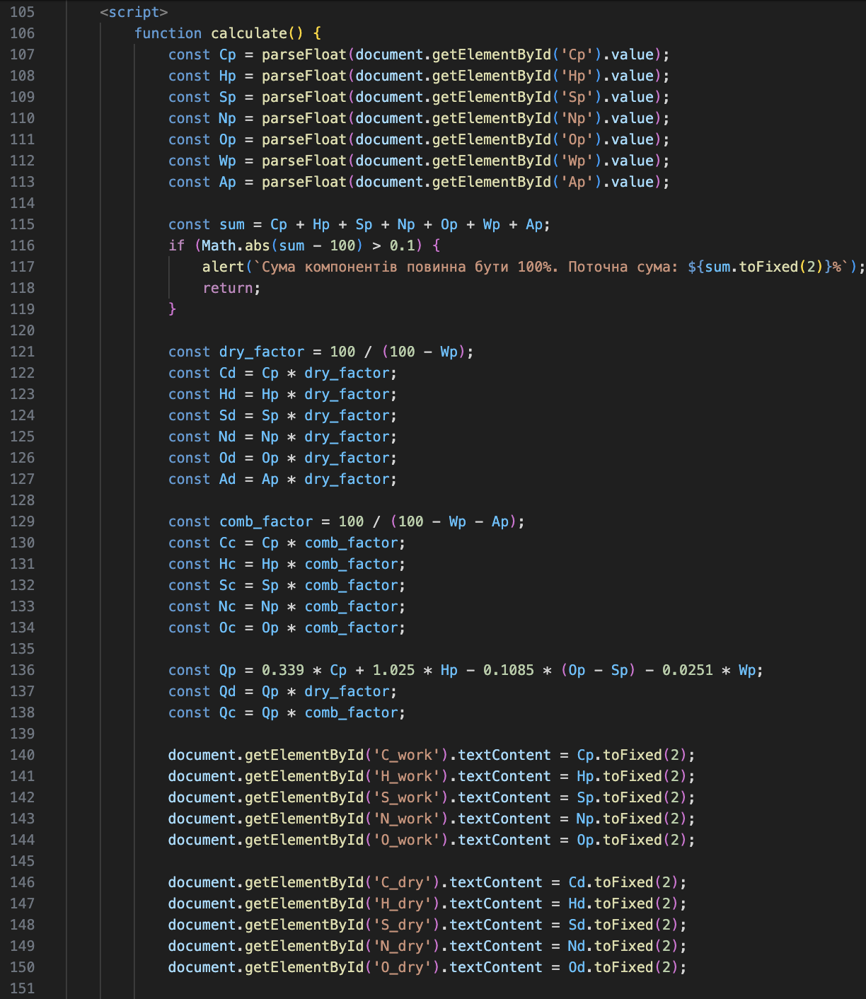 105 <script>
106 function calculate() {
107 const Cp = parseFloat(document.getElementById('Cp').value);
108 const Hp = parseFloat(document.getElementById('Hp').value);
109 const Sp = parseFloat(document.getElementById('Sp').value);
110 const Np = parseFloat(document.getElementById('Np').value);
111 const Op = parseFloat(document.getElementById('Op').value);
112 const Wp = parseFloat(document.getElementById('Wp').value);
113 const Ap = parseFloat(document.getElementById('Ap').value);
114
115 const sum = Cp + Hp + Sp + Np + Op + Wp + Ap;
116 if (Math.abs(sum - 100) > 0.1) {
117 alert(`Сума компонентів повинна бути 100%. Поточна сума: ${sum.toFixed(2)}%`);
118 return;
119 }
120
121 const dry_factor = 100 / (100 - Wp);
122 const Cd = Cp * dry_factor;
123 const Hd = Hp * dry_factor;
124 const Sd = Sp * dry_factor;
125 const Nd = Np * dry_factor;
126 const Od = Op * dry_factor;
127 const Ad = Ap * dry_factor;
128
129 const comb_factor = 100 / (100 - Wp - Ap);
130 const Cc = Cp * comb_factor;
131 const Hc = Hp * comb_factor;
132 const Sc = Sp * comb_factor;
133 const Nc = Np * comb_factor;
134 const Oc = Op * comb_factor;
135
136 const Qp = 0.339 * Cp + 1.025 * Hp - 0.1085 * (Op - Sp) - 0.0251 * Wp;
137 const Qd = Qp * dry_factor;
138 const Qc = Qp * comb_factor;
139
140 document.getElementById('C_work').textContent = Cp.toFixed(2);
141 document.getElementById('H_work').textContent = Hp.toFixed(2);
142 document.getElementById('S_work').textContent = Sp.toFixed(2);
143 document.getElementById('N_work').textContent = Np.toFixed(2);
144 document.getElementById('O_work').textContent = Op.toFixed(2);
145
146 document.getElementById('C_dry').textContent = Cd.toFixed(2);
147 document.getElementById('H_dry').textContent = Hd.toFixed(2);
148 document.getElementById('S_dry').textContent = Sd.toFixed(2);
149 document.getElementById('N_dry').textContent = Nd.toFixed(2);
150 document.getElementById('O_dry').textContent = Od.toFixed(2);
151